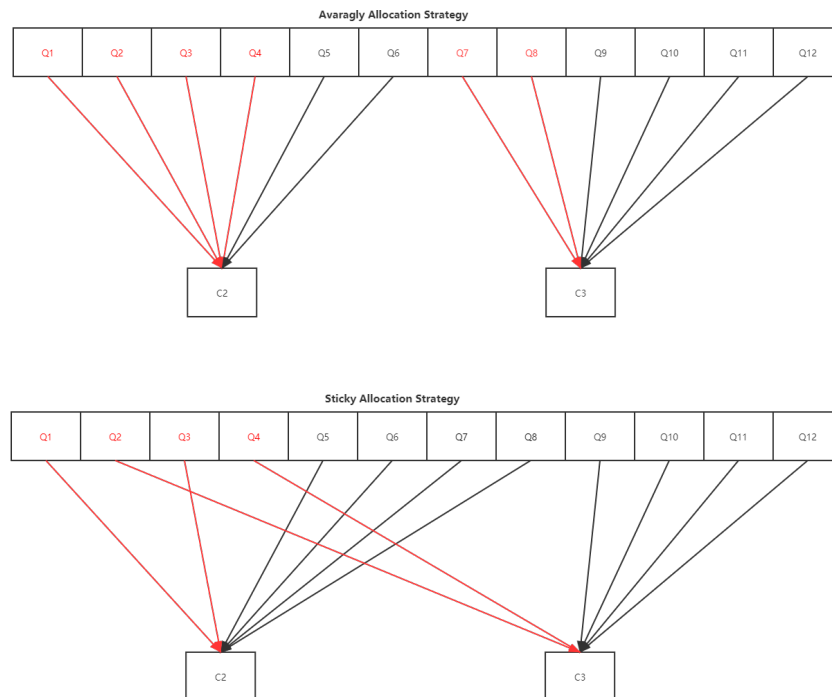 Avaragly Allocation Strategy
Q1 Q2 Q3 Q4 Q5 Q6 Q7 Q8 Q9 Q10 Q11 Q12
C2 C3
Sticky Allocation Strategy
Q1 Q2 Q3 Q4 Q5 Q6 Q7 Q8 Q9 Q10 Q11 Q12
C2 C3